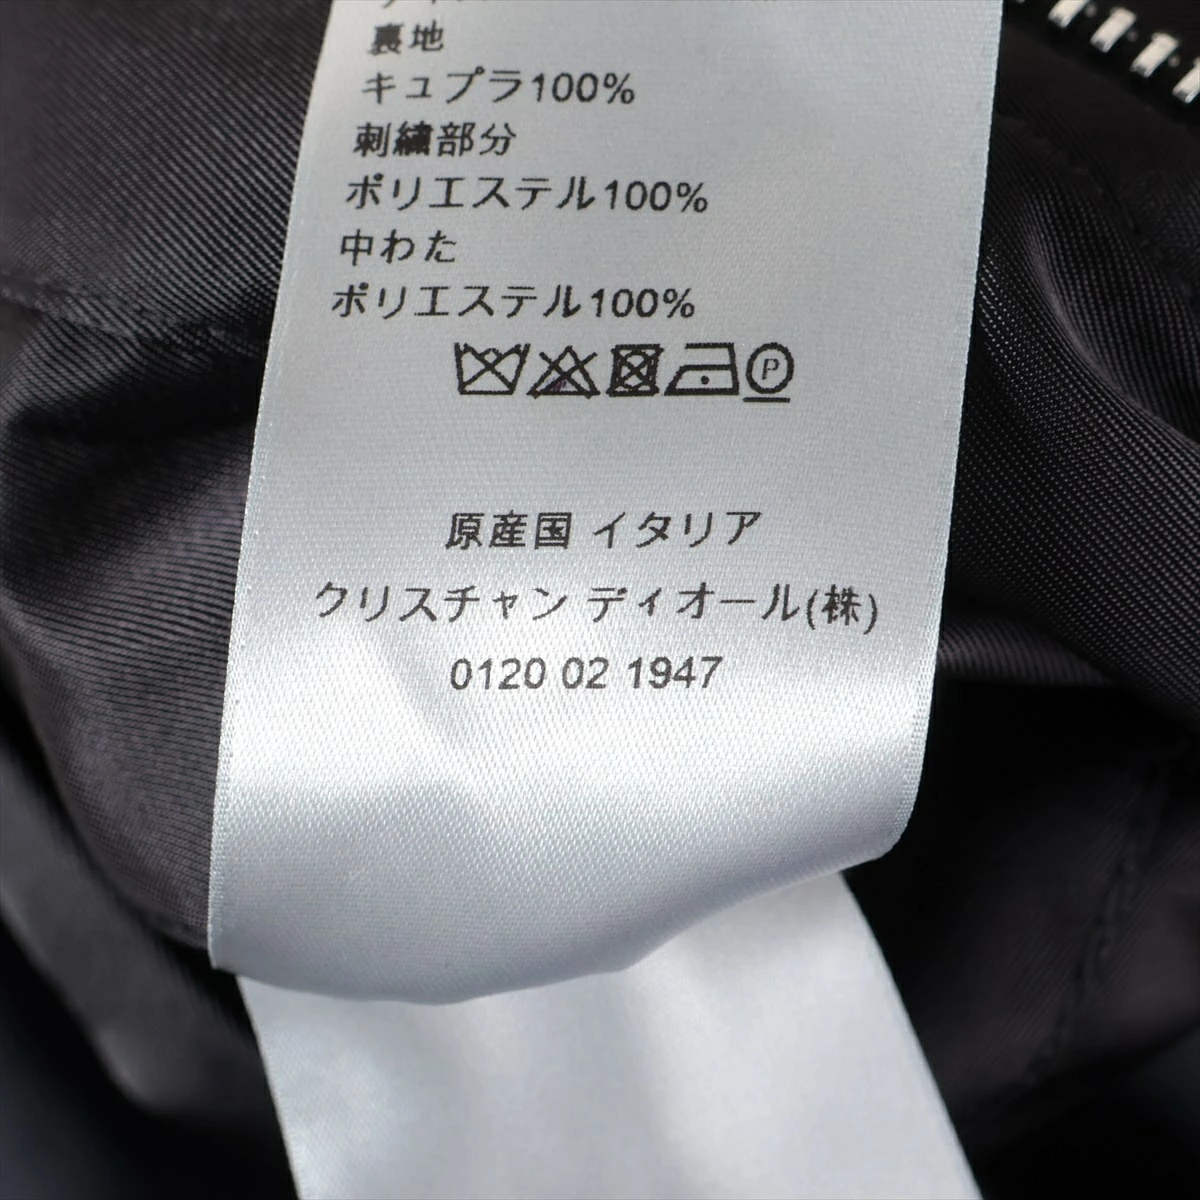 裏地
キュプラ100%
刺繍部分
ポリエステル100%
中わた
ポリエステル100%
P
原産国 イタリア
クリスチャン ディオール(株)
0120 02 1947